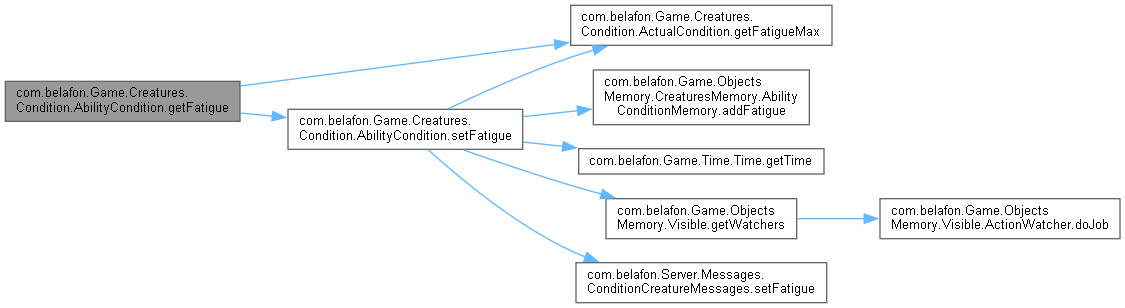 com.belafon.Game.Creatures.
Condition.AbilityCondition.getFatigue
com.belafon.Game.Creatures.
Condition.AbilityCondition.setFatigue
com.belafon.Game.Creatures.
Condition.ActualCondition.getFatigueMax
com.belafon.Game.Objects
Memory.CreaturesMemory.Ability
ConditionMemory.addFatigue
com.belafon.Game.Time.Time.getTime
com.belafon.Game.Objects
Memory.Visible.getWatchers
com.belafon.Game.Objects
Memory.Visible.ActionWatcher.doJob
com.belafon.Server.Messages.
ConditionCreatureMessages.setFatigue